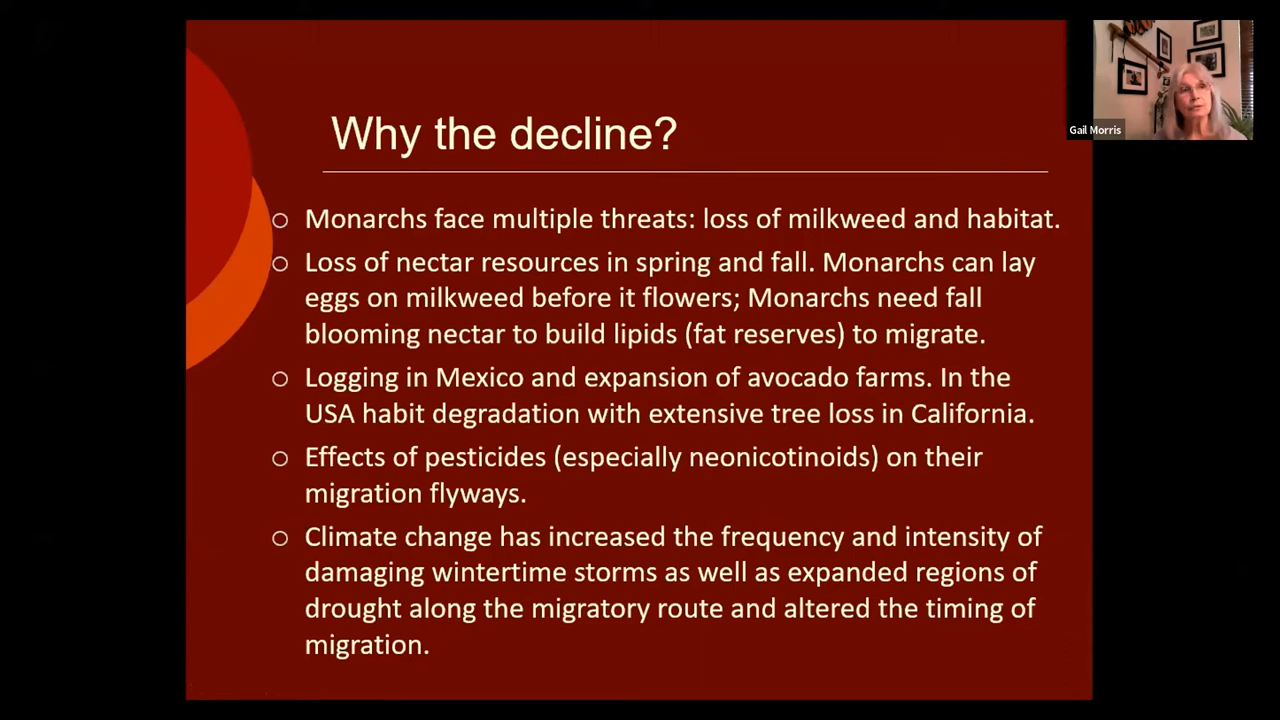 Why the decline?
Gail Morris
Monarchs face multiple threats: loss of milkweed and habitat.
Loss of nectar resources in spring and fall. Monarchs can lay
eggs on milkweed before it flowers; Monarchs need fall
blooming nectar to build lipids (fat reserves) to migrate.
Logging in Mexico and expansion of avocado farms. In the
USA habit degradation with extensive tree loss in California.
Effects of pesticides (especially neonicotinoids) on their
migration flyways.
Climate change has increased the frequency and intensity of
damaging wintertime storms as well as expanded regions of
drought along the migratory route and altered the timing of
migration.